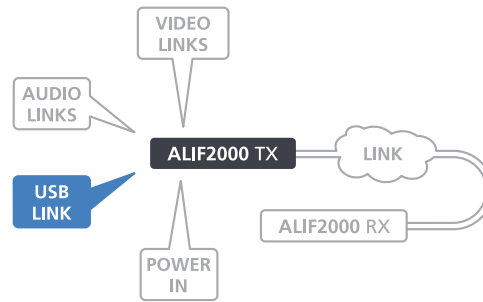 VIDEO
LINKS
AUDIO
LINKS
ALIF2000 TX
LINK
USB
LINK
ALIF2000 RX
POWER
IN